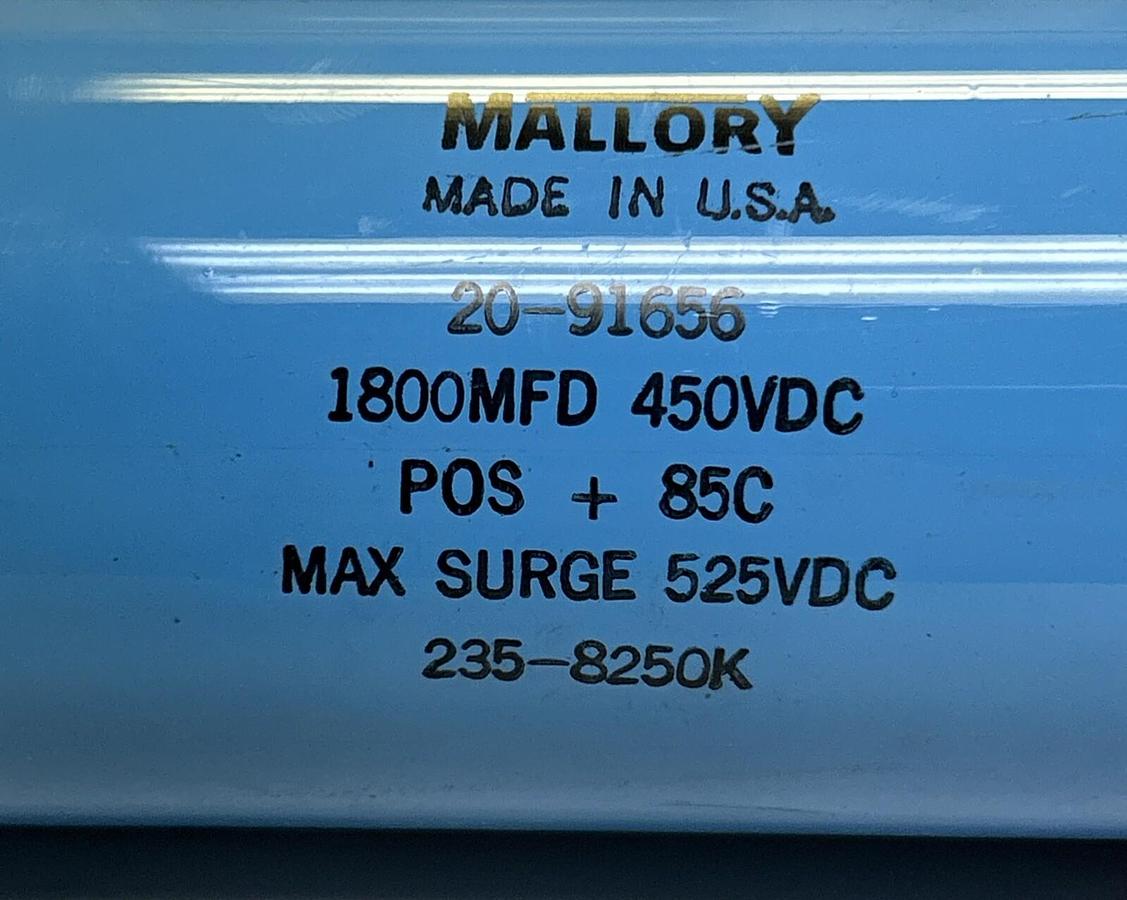 MALLORY
MADE IN U.S.A.
20-91656
1800MFD 450VDC
POS + 85C
MAX SURGE 525VDC
235-8250K